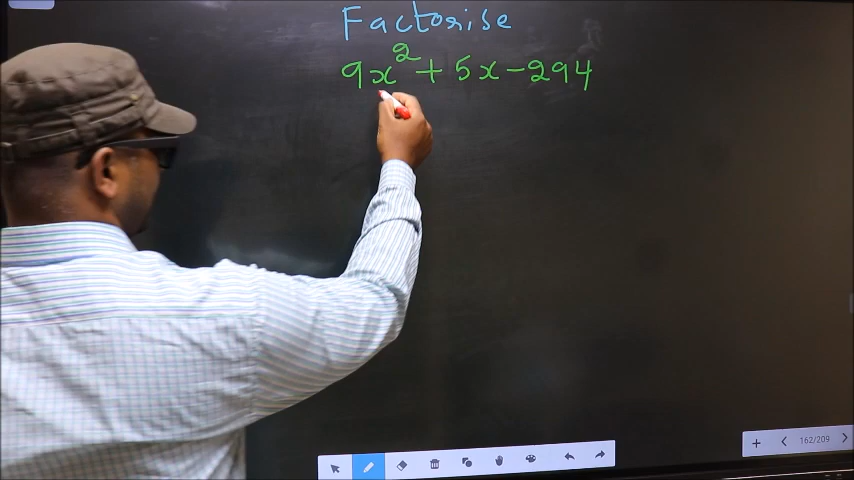 Factorise
9x² + 5x - 294
162/209